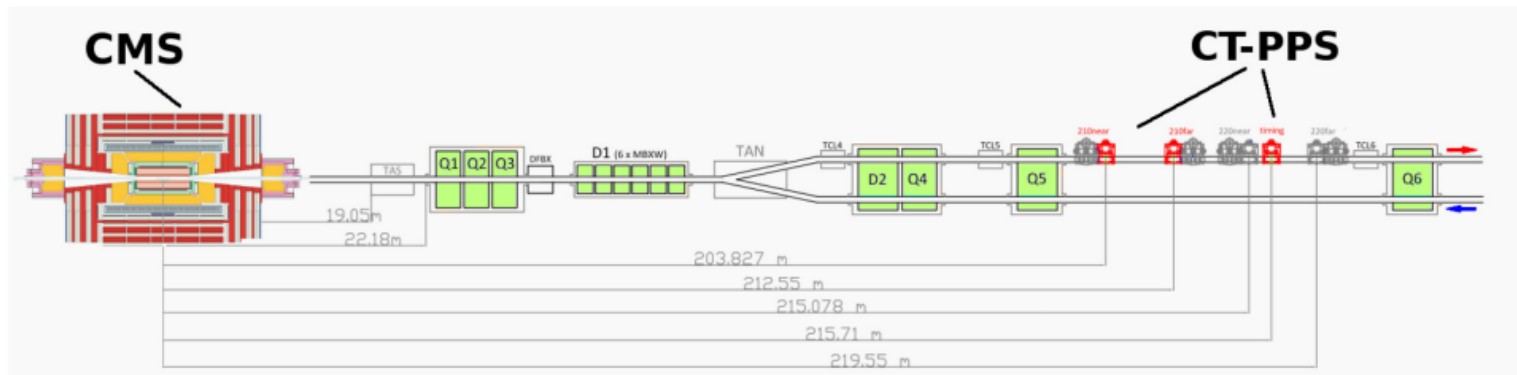 CMS
CT-PPS
210near
210far
220near
timing
220far
TAS
Q1
Q2
Q3
DFBX
D1 (6 x MBXW)
TAN
TCL4
D2
Q4
TCL5
Q5
TCL6
Q6
19.05m
22.18m
203.827 m
212.55 m
215.078 m
215.71 m
219.55 m